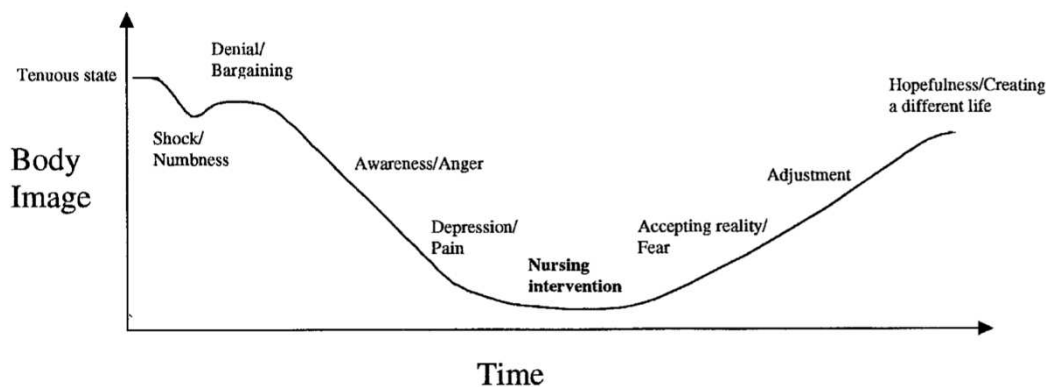 Denial/
Bargaining
Tenuous state
Hopefulness/Creating
a different life
Shock/
Numbness
Body
Image
Awareness/Anger
Adjustment
Depression/
Pain
Accepting reality/
Fear
Nursing
intervention
Time